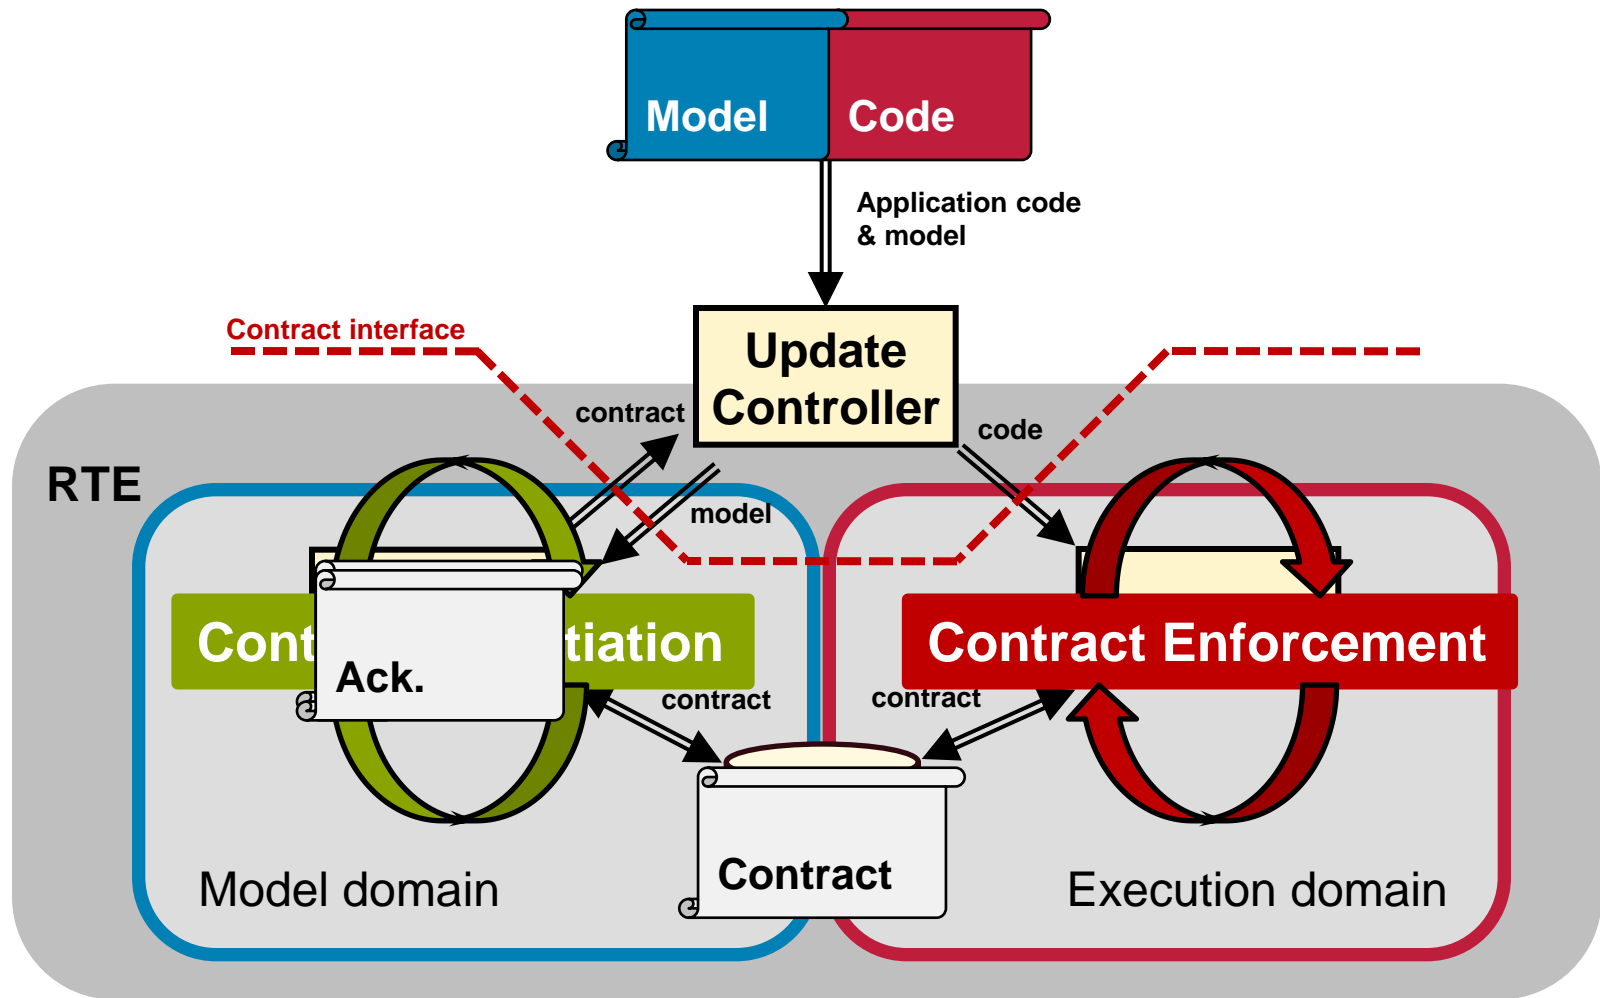 Model
Code
Application code
& model
Contract interface
Update
Controller
contract
code
RTE
model
Cont
tiation
Ack.
Contract Enforcement
contract
contract
Contract
Model domain
Execution domain